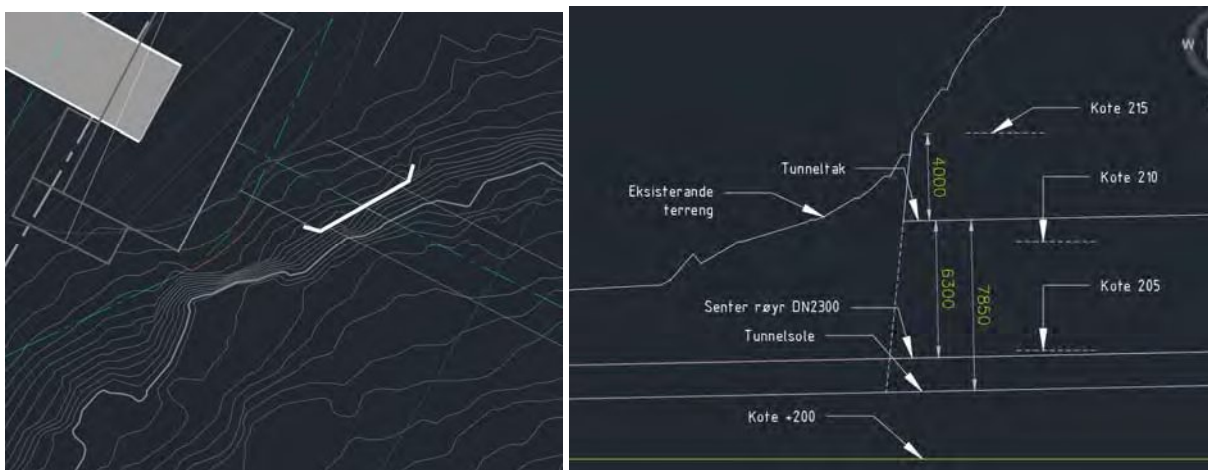 W
Kote 215
4000
Tunneltak
Kote 210
Eksisterande
terreng
6300
7850
Kote 205
Senter røyr DN2300
Tunnelsole
Kote +200